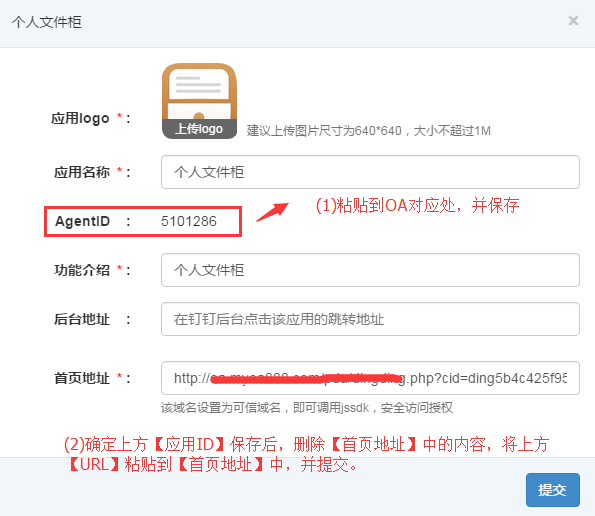 个人文件柜 ×
应用logo * :
上传logo
建议上传图片尺寸为640*640，大小不超过1M
应用名称 * : 个人文件柜
AgentID : 5101286
(1)粘贴到OA对应处，并保存
功能介绍 * : 个人文件柜
后台地址 : 在钉钉后台点击该应用的跳转地址
首页地址 * : http:// .php?cid=ding5b4c425f95
该域名设置为可信域名，即可调用jssdk，安全访问授权
(2)确定上方【应用ID】保存后，删除【首页地址】中的内容，将上方
【URL】粘贴到【首页地址】中，并提交。
提交